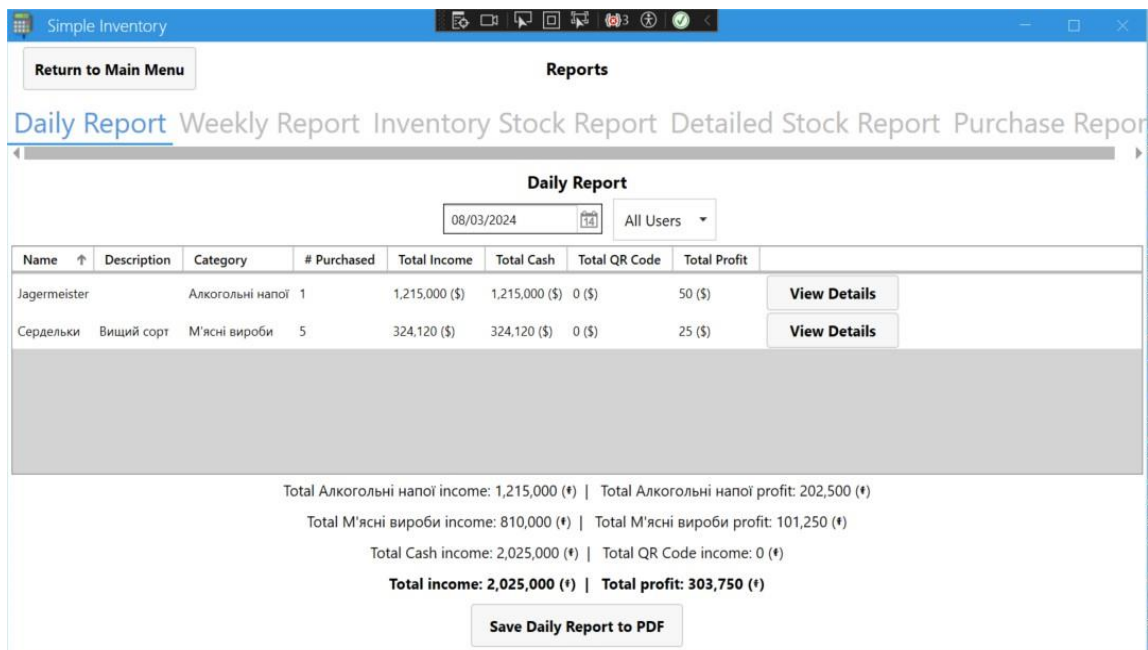 Simple Inventory 3
Return to Main Menu Reports
Daily Report Weekly Report Inventory Stock Report Detailed Stock Report Purchase Repor
Daily Report
08/03/2024 14 All Users
Name Description Category # Purchased Total Income Total Cash Total QR Code Total Profit
Jagermeister Алкогольні напої 1 1,215,000 ($) 1,215,000 ($) 0 ($) 50 ($) View Details
Сердельки Вищий сорт М'ясні вироби 5 324,120 ($) 324,120 ($) 0 ($) 25 ($) View Details
Total Алкогольні напої income: 1,215,000 (៛) | Total Алкогольні напої profit: 202,500 (៛)
Total М'ясні вироби income: 810,000 (៛) | Total М'ясні вироби profit: 101,250 (៛)
Total Cash income: 2,025,000 (៛) | Total QR Code income: 0 (៛)
Total income: 2,025,000 (៛) | Total profit: 303,750 (៛)
Save Daily Report to PDF